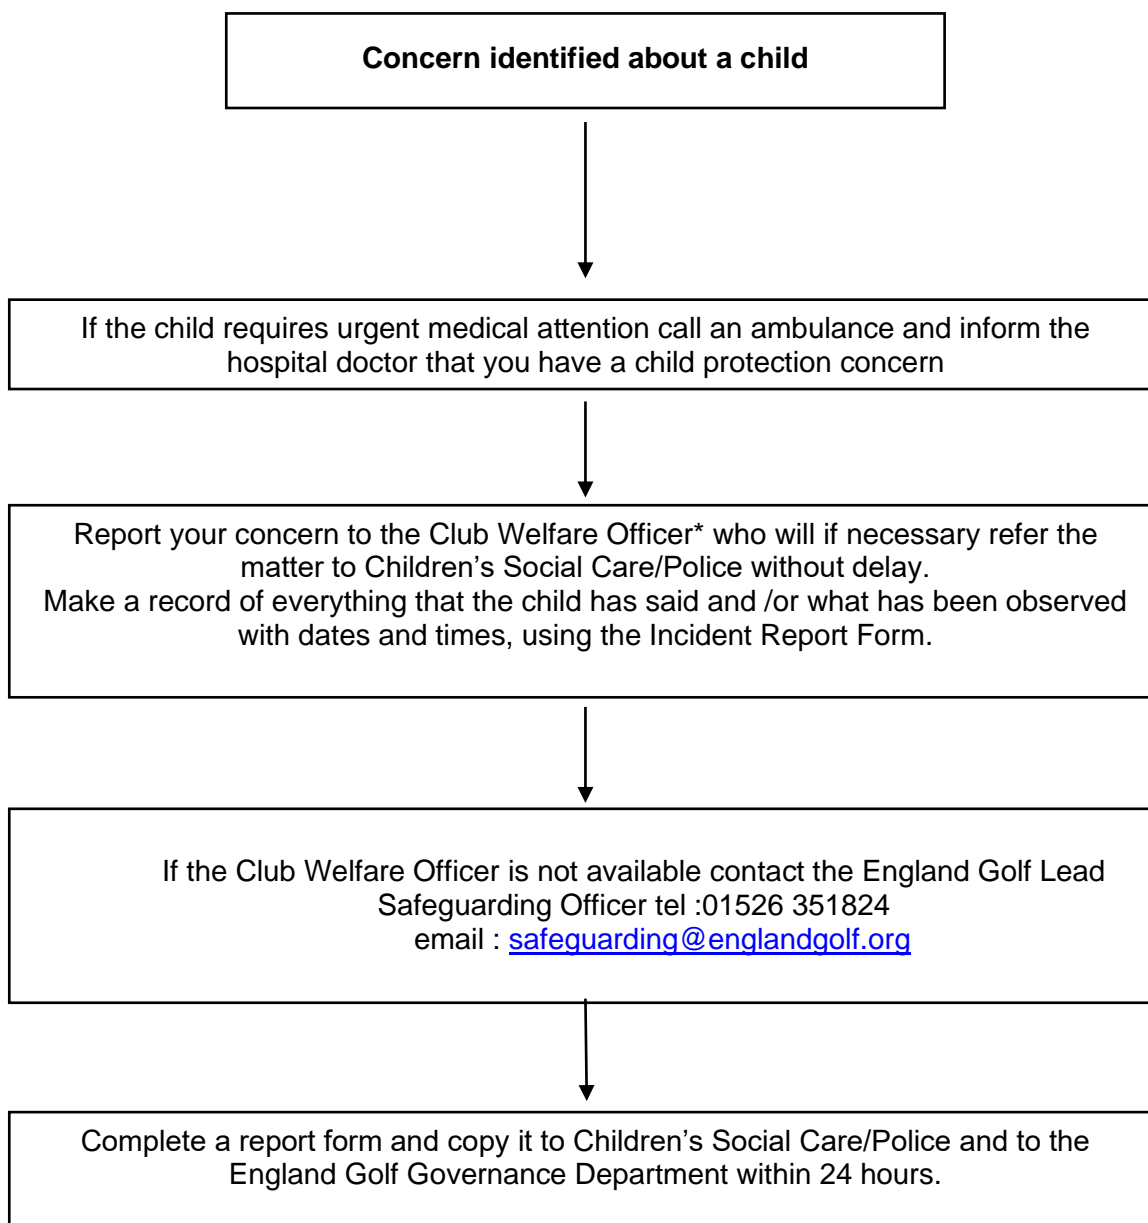 Concern identified about a child
If the child requires urgent medical attention call an ambulance and inform the
hospital doctor that you have a child protection concern
Report your concern to the Club Welfare Officer* who will if necessary refer the
matter to Children’s Social Care/Police without delay.
Make a record of everything that the child has said and /or what has been observed
with dates and times, using the Incident Report Form.
If the Club Welfare Officer is not available contact the England Golf Lead
Safeguarding Officer tel :01526 351824
email : safeguarding@englandgolf.org
Complete a report form and copy it to Children’s Social Care/Police and to the
England Golf Governance Department within 24 hours.